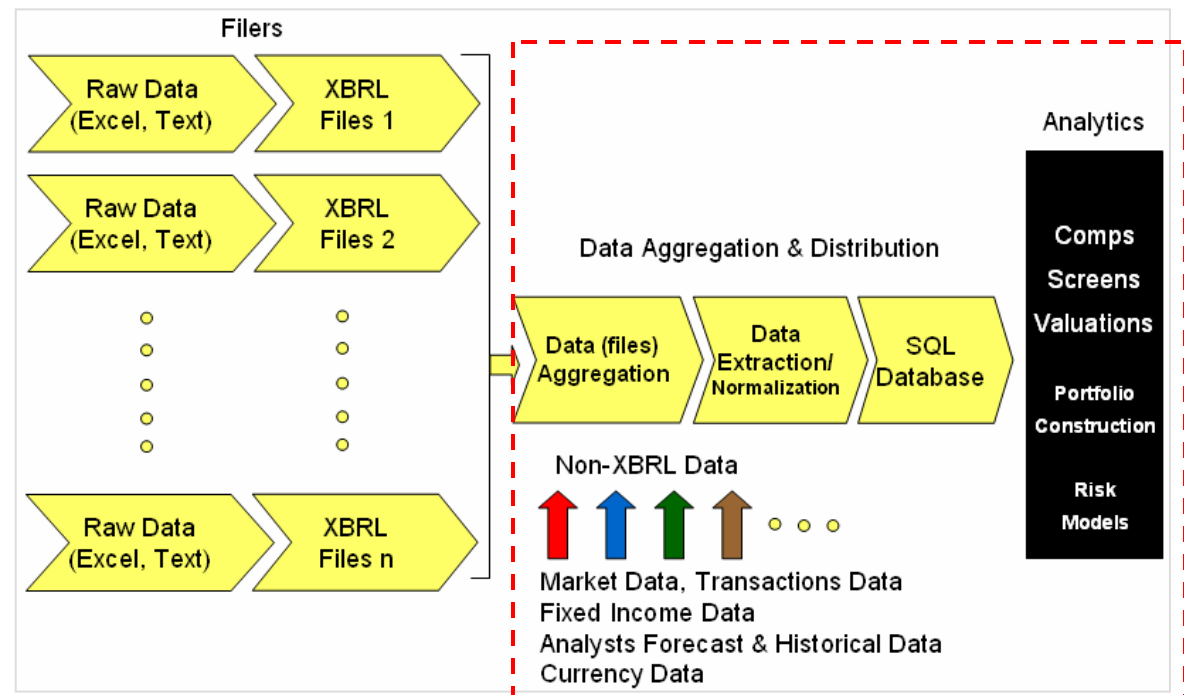 Filers
Raw Data
(Excel, Text)
XBRL
Files 1
Raw Data
(Excel, Text)
XBRL
Files 2
Raw Data
(Excel, Text)
XBRL
Files n
Data Aggregation & Distribution
Data (files)
Aggregation
Data
Extraction/
Normalization
SQL
Database
Non-XBRL Data
Market Data, Transactions Data
Fixed Income Data
Analysts Forecast & Historical Data
Currency Data
Analytics
Comps
Screens
Valuations
Portfolio
Construction
Risk
Models